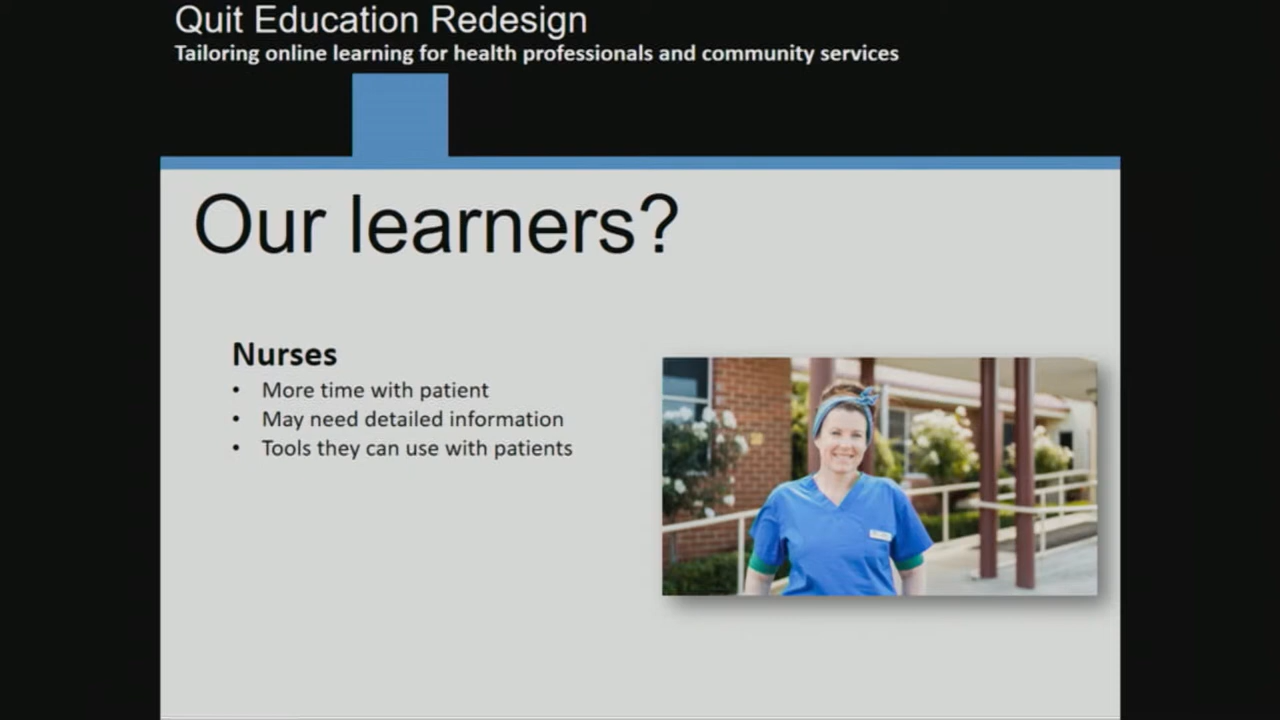 Quit Education Redesign
Tailoring online learning for health professionals and community services
Our learners?
Nurses
• More time with patient
• May need detailed information
• Tools they can use with patients